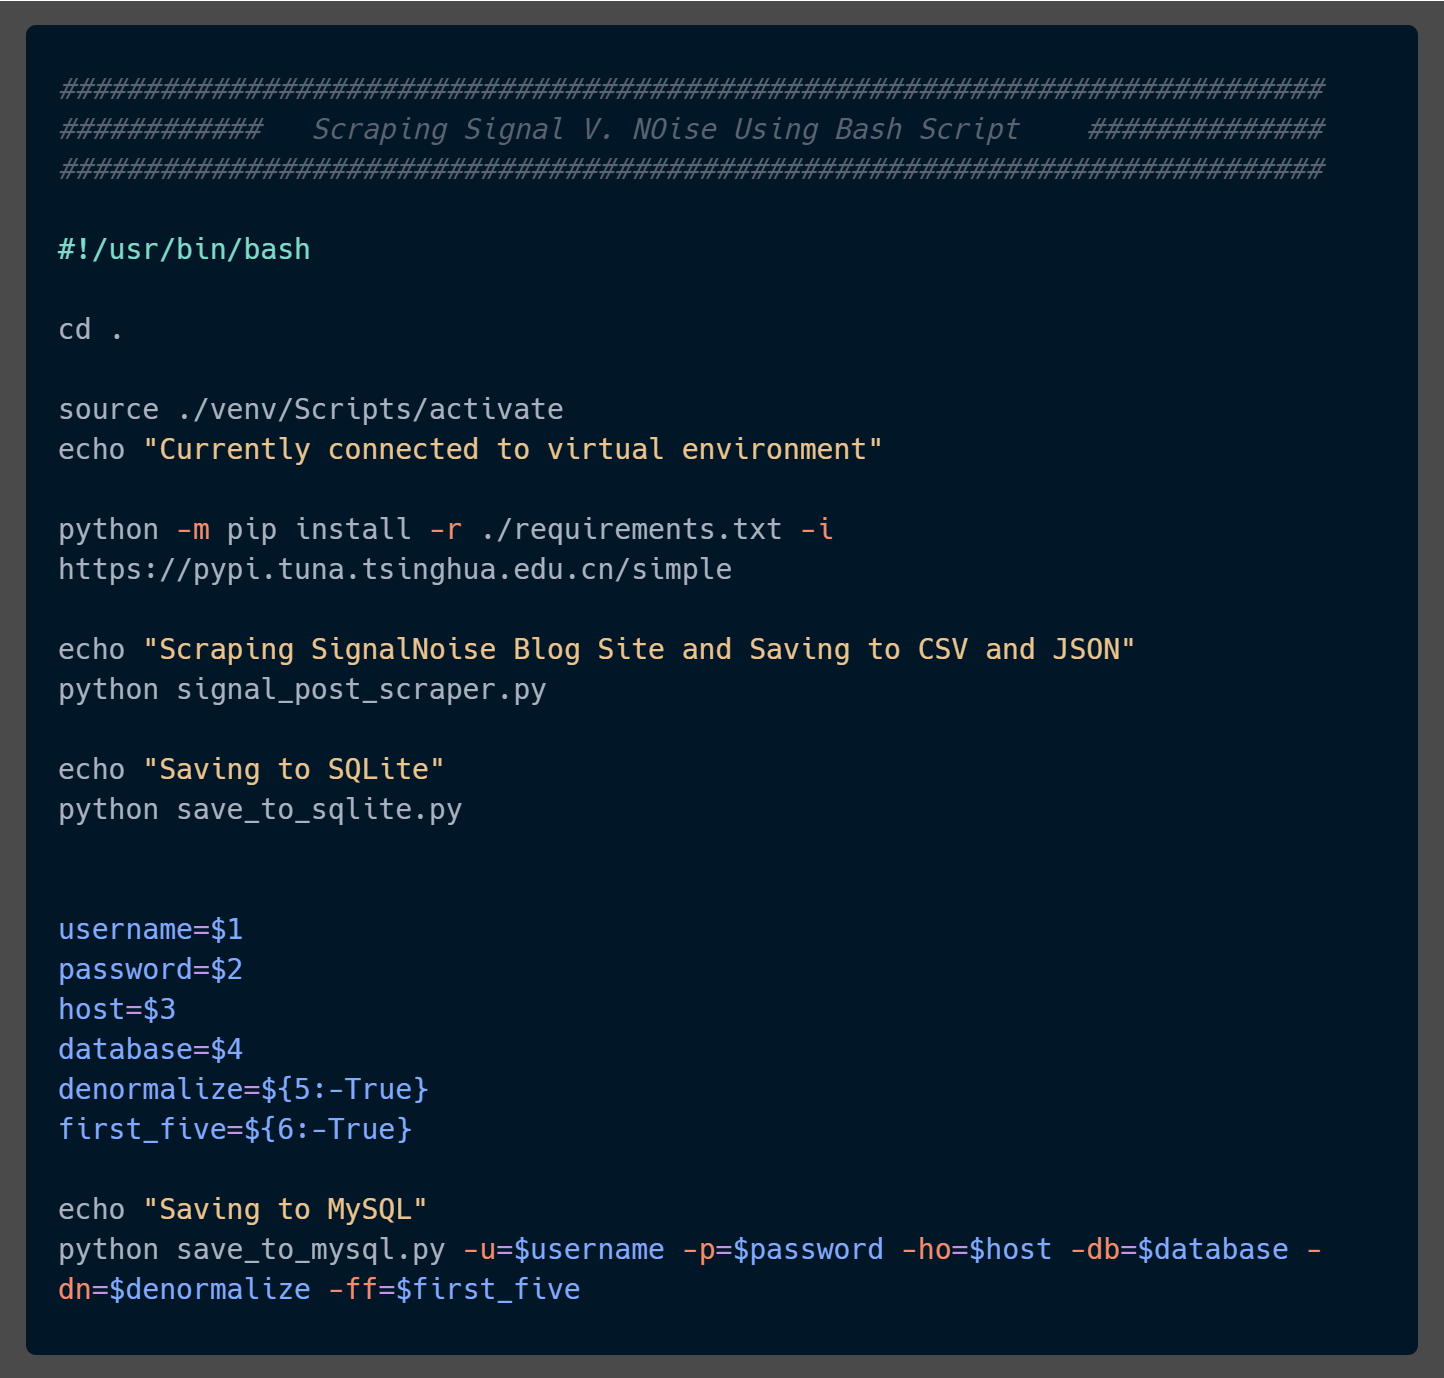 ###########################################################################
############   Scraping Signal V. NOise Using Bash Script    ##############
###########################################################################
#!/usr/bin/bash
cd .
source ./venv/Scripts/activate
echo "Currently connected to virtual environment"
python -m pip install -r ./requirements.txt -i
https://pypi.tuna.tsinghua.edu.cn/simple
echo "Scraping SignalNoise Blog Site and Saving to CSV and JSON"
python signal_post_scraper.py
echo "Saving to SQLite"
python save_to_sqlite.py
username=$1
password=$2
host=$3
database=$4
denormalize=${5:-True}
first_five=${6:-True}
echo "Saving to MySQL"
python save_to_mysql.py -u=$username -p=$password -ho=$host -db=$database -
dn=$denormalize -ff=$first_five